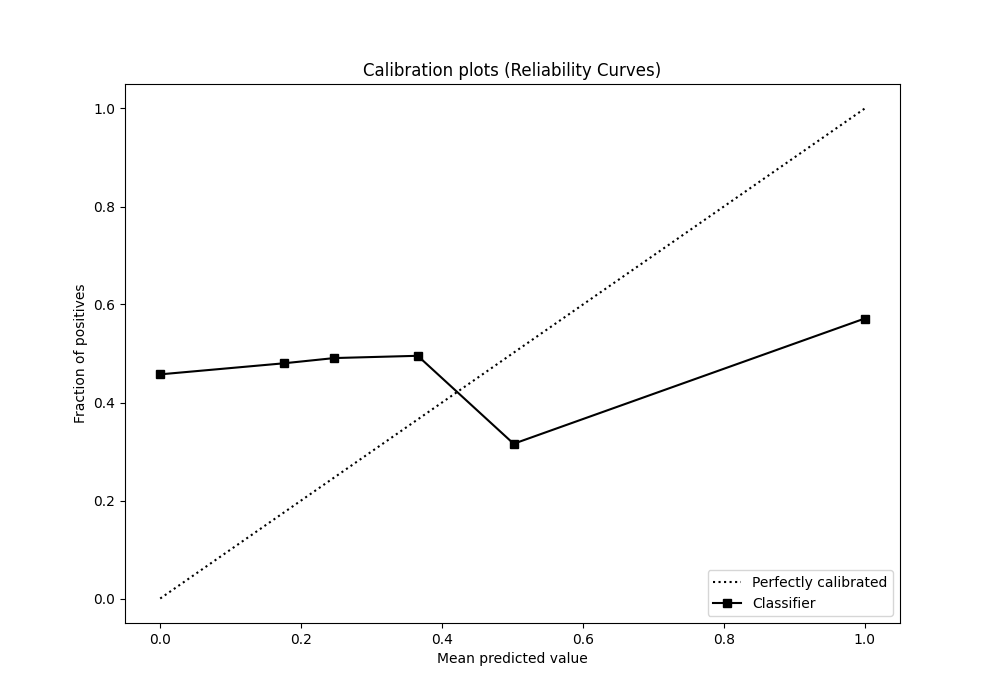 Calibration plots (Reliability Curves)
Fraction of positives
1.0
0.8
0.6
0.4
0.2
0.0
0.0 0.2 0.4 0.6 0.8 1.0
Mean predicted value
Perfectly calibrated
Classifier